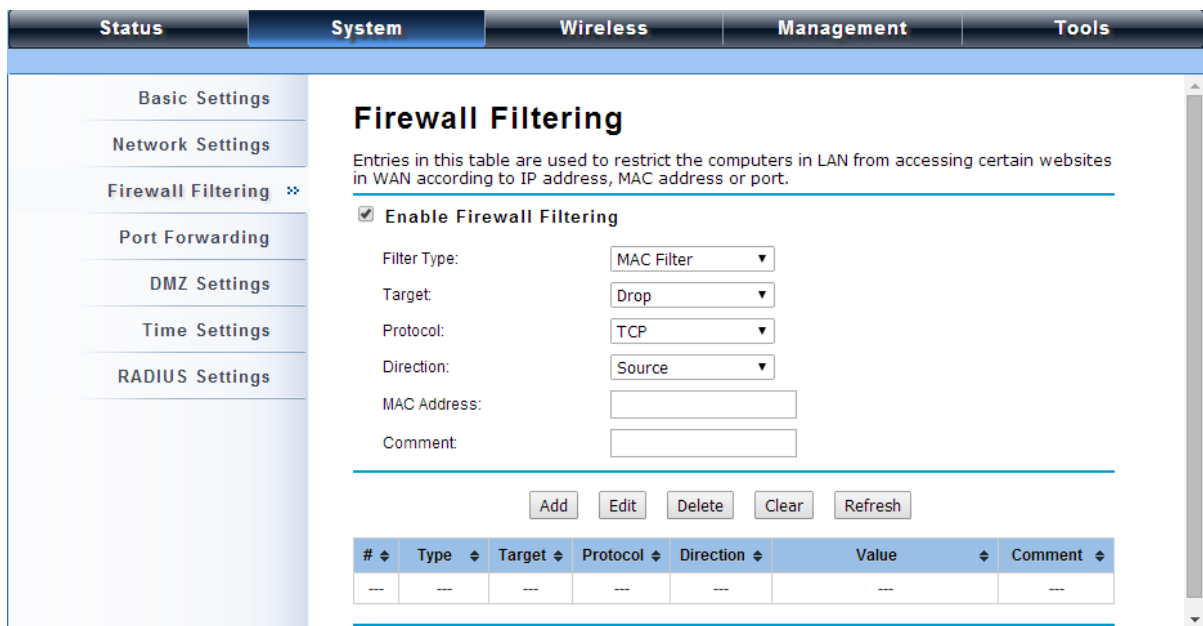 Status System Wireless Management Tools
Basic Settings
Network Settings
Firewall Filtering »
Port Forwarding
DMZ Settings
Time Settings
RADIUS Settings
Firewall Filtering
Entries in this table are used to restrict the computers in LAN from accessing certain websites
in WAN according to IP address, MAC address or port.
Enable Firewall Filtering
Filter Type: MAC Filter
Target: Drop
Protocol: TCP
Direction: Source
MAC Address:
Comment:
Add Edit Delete Clear Refresh
# Type Target Protocol Direction Value Comment
--- --- --- --- --- --- ---